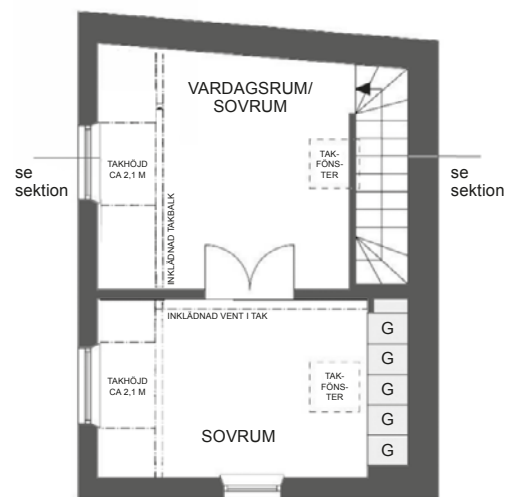 VARDAGSRUM/
SOVRUM
TAKHÖJD
CA 2,1 M
TAK-
FÖNS-
TER
se
sektion
se
sektion
INKLÄDNAD TAKBALK
INKLÄDNAD VENT I TAK
G
G
G
G
G
TAKHÖJD
CA 2,1 M
TAK-
FÖNS-
TER
SOVRUM